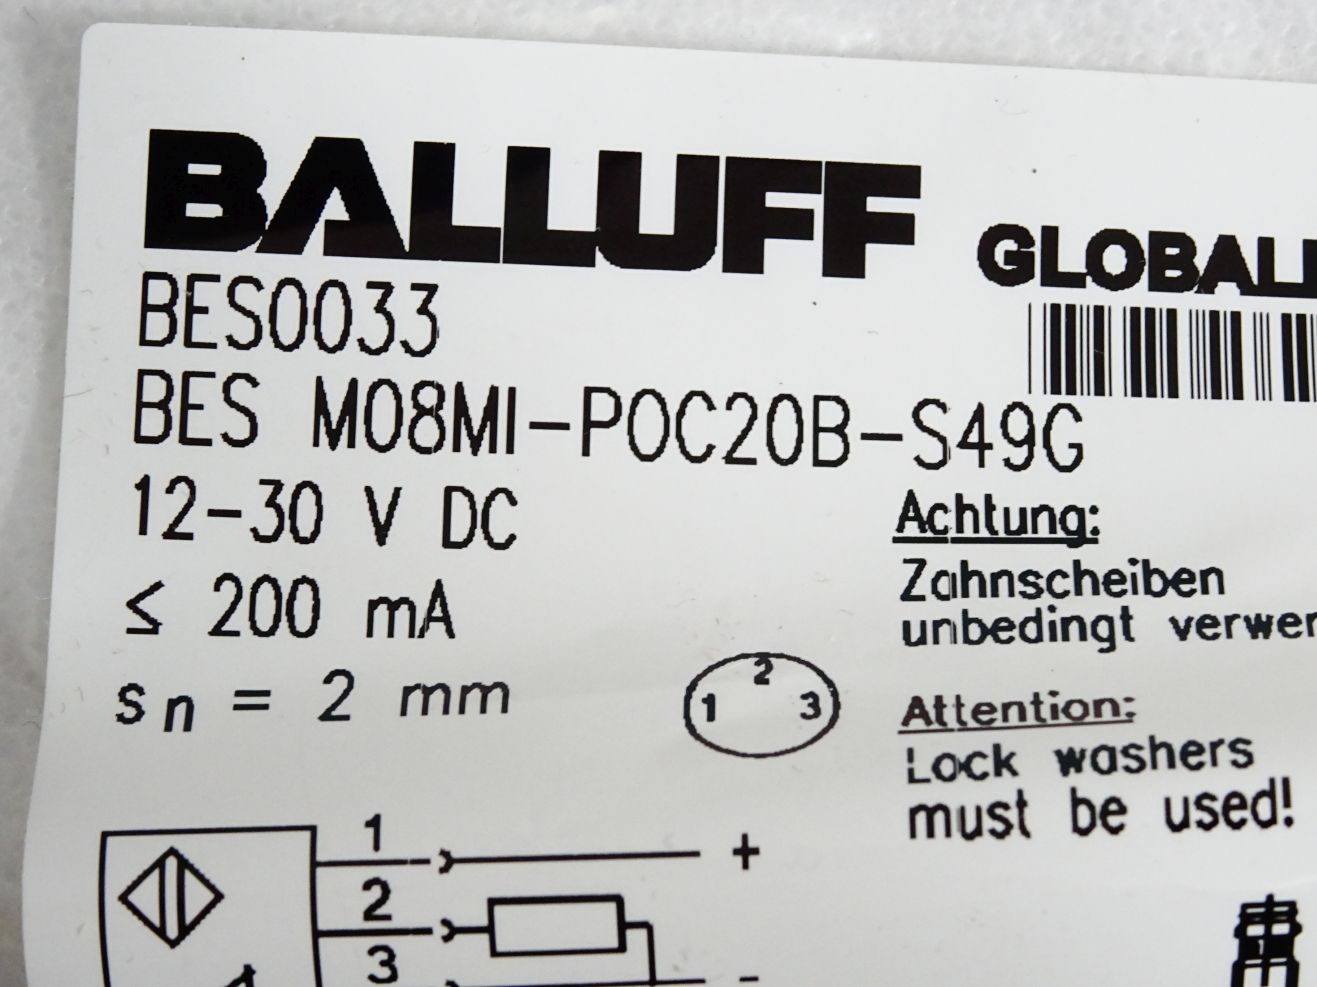 BALLUFF
BES0033
BES M08MI-POC20B-S49G
12-30 V DC
≤ 200 mA
sn = 2 mm
Achtung:
Zahnscheiben
unbedingt
1 2 3
Attention:
Lock washers
must be used!
1
+
2
3
-